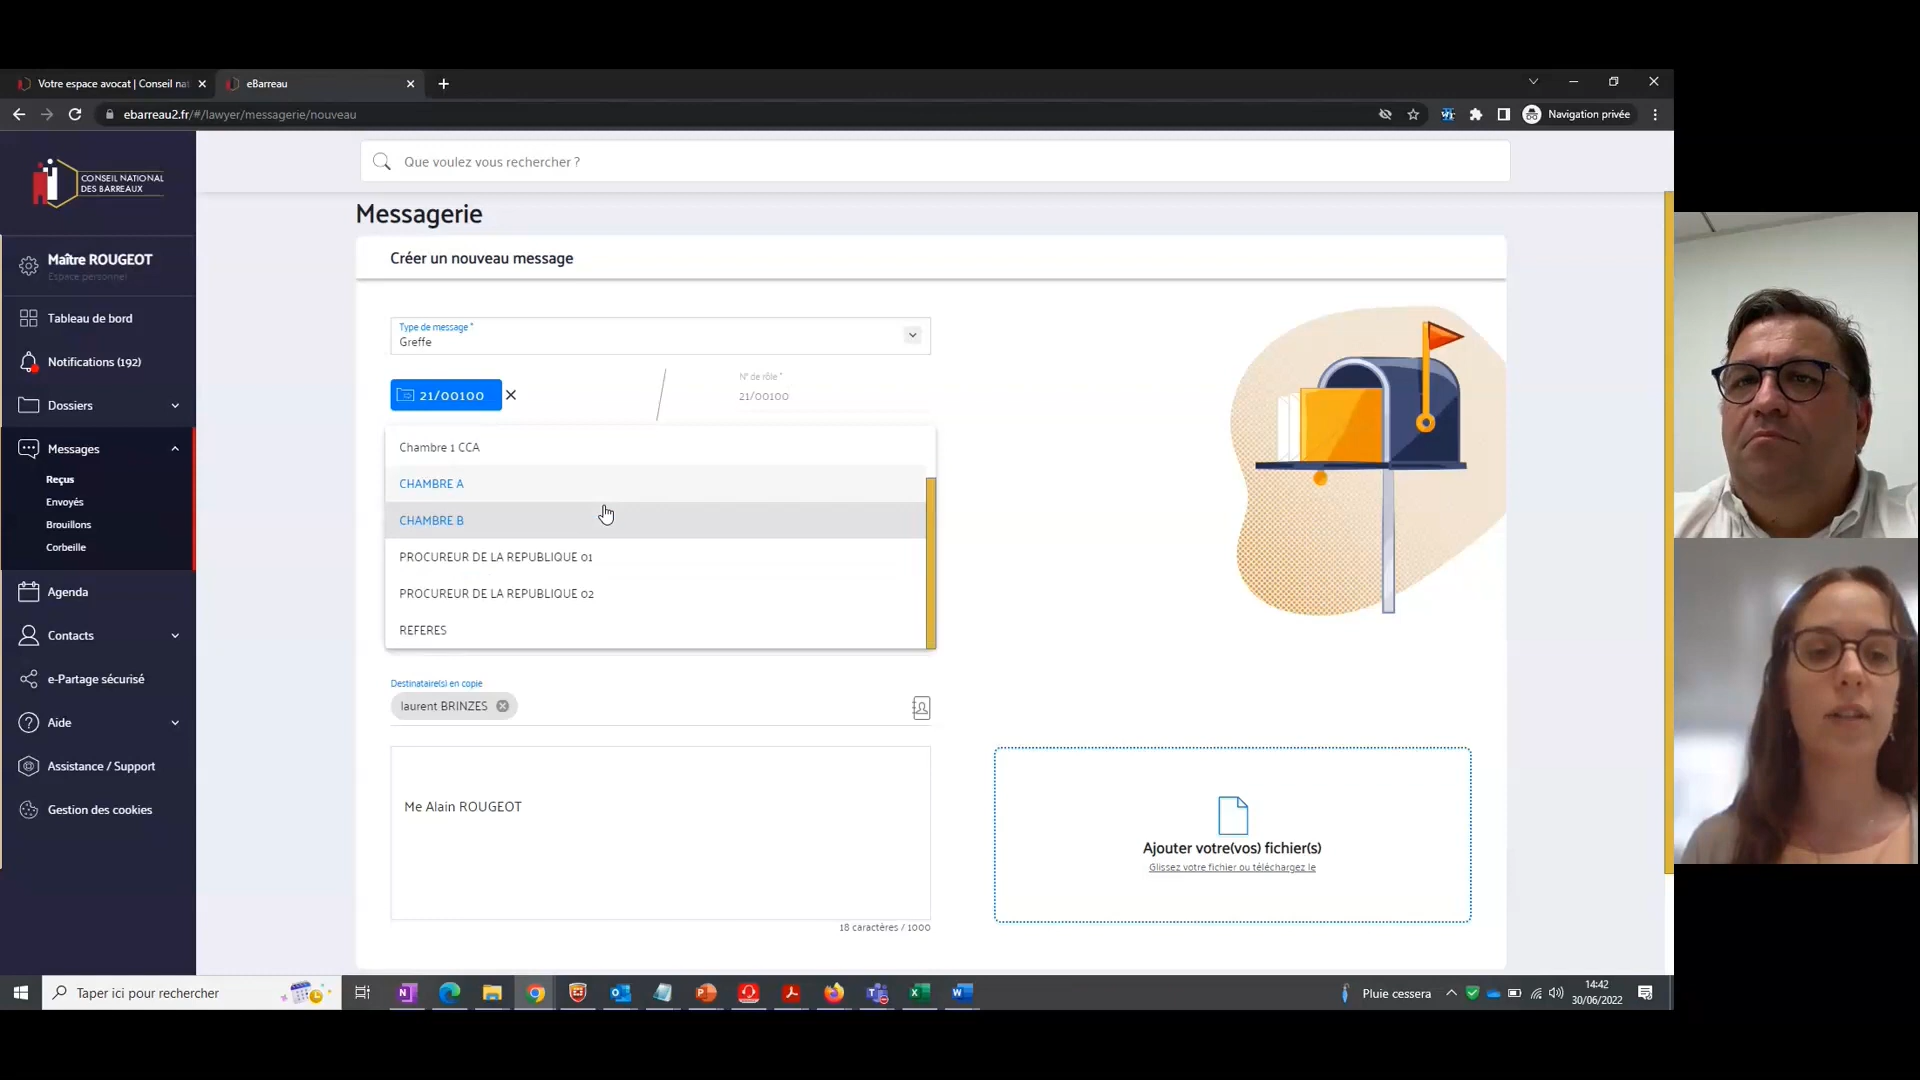 Votre espace avocat | Conseil na
eBarreau
ebarreau2.fr/#/lawyer/messagerie/nouveau
Navigation privée
CONSEIL NATIONAL
DES BARREAUX
Que voulez vous rechercher ?
Maître ROUGEOT
Espace personnel
Tableau de bord
Notifications (192)
Dossiers
Messages
Reçus
Envoyés
Brouillons
Corbeille
Agenda
Contacts
e-Partage sécurisé
Aide
Assistance / Support
Gestion des cookies
Messagerie
Créer un nouveau message
Type de message *
Greffe
21/00100
N° de rôle *
21/00100
Chambre 1 CCA
CHAMBRE A
CHAMBRE B
PROCUREUR DE LA REPUBLIQUE 01
PROCUREUR DE LA REPUBLIQUE 02
REFERES
Destinataire(s) en copie
laurent BRINZES
Me Alain ROUGEOT
18 caractères / 1000
Ajouter votre(vos) fichier(s)
Glissez votre fichier ou téléchargez le
Taper ici pour rechercher
Pluie cessera
14:42
30/06/2022